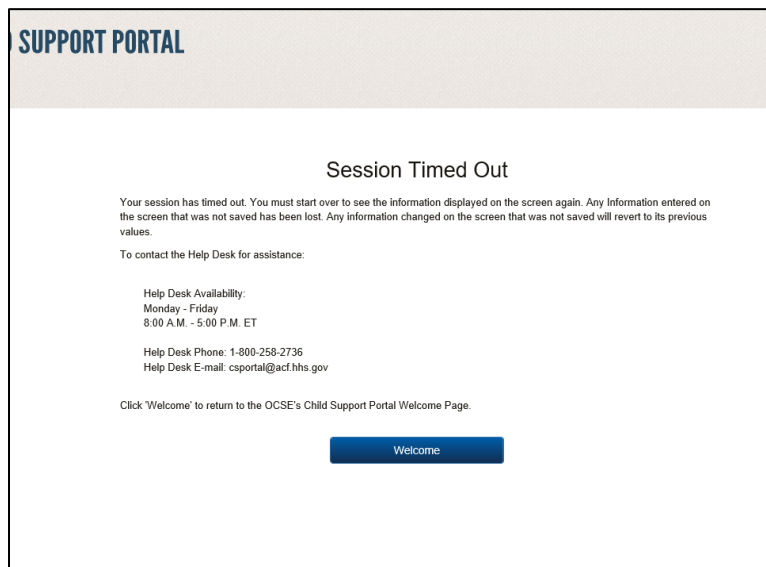 SUPPORT PORTAL
Session Timed Out
Your session has timed out. You must start over to see the information displayed on the screen again. Any Information entered on
the screen that was not saved has been lost. Any information changed on the screen that was not saved will revert to its previous
values.
To contact the Help Desk for assistance:
Help Desk Availability:
Monday - Friday
8:00 A.M. - 5:00 P.M. ET
Help Desk Phone: 1-800-258-2736
Help Desk E-mail: csportal@acf.hhs.gov
Click 'Welcome' to return to the OCSE's Child Support Portal Welcome Page.
Welcome